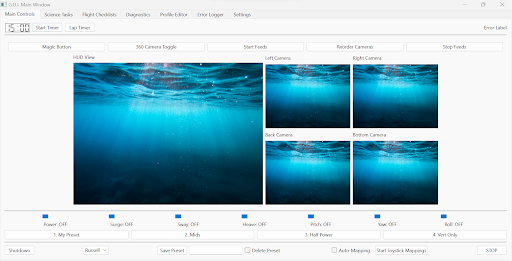 G.U.I. Main Window
Main Controls Science Tasks Flight Checklists Diagnostics Profile Editor Error Logger Settings
15:00 Start Timer Lap Timer Error Label
Magic Button 360 Camera Toggle Start Feeds Reorder Cameras Stop Feeds
HUD View Left Camera Right Camera
Back Camera Bottom Camera
Power: OFF Surge: OFF Sway: OFF Heave: OFF Pitch: OFF Yaw: OFF Roll: OFF
1. My Preset 2. Mids 3. Half Power 4. Vert Only
Shutdown Russell Save Preset Delete Preset Auto-Mapping Start Joystick Mappings STOP